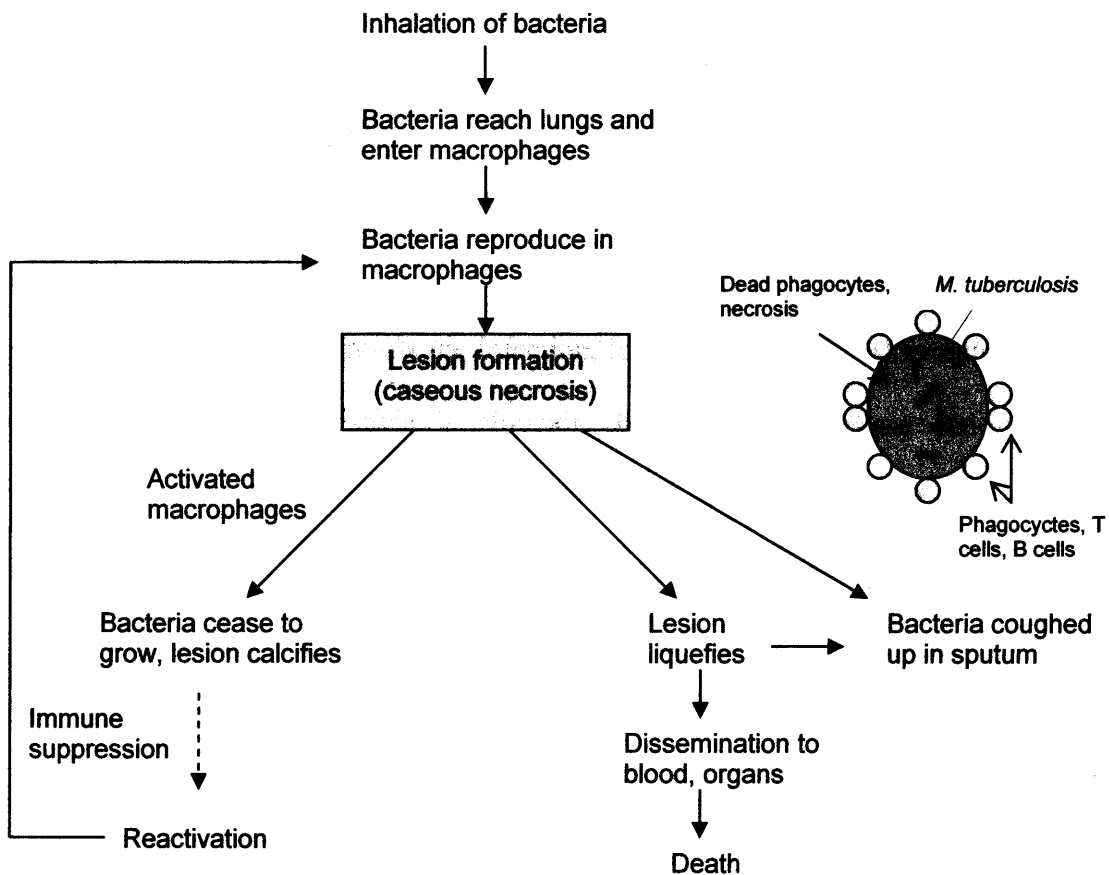 Inhalation of bacteria
Bacteria reach lungs and
enter macrophages
Bacteria reproduce in
macrophages
Dead phagocytes,
necrosis
M. tuberculosis
Lesion formation
(caseous necrosis)
Activated
macrophages
Phagocyctes, T
cells, B cells
Bacteria cease to
grow, lesion calcifies
Lesion
liquefies
Bacteria coughed
up in sputum
Immune
suppression
Dissemination to
blood, organs
Reactivation
Death